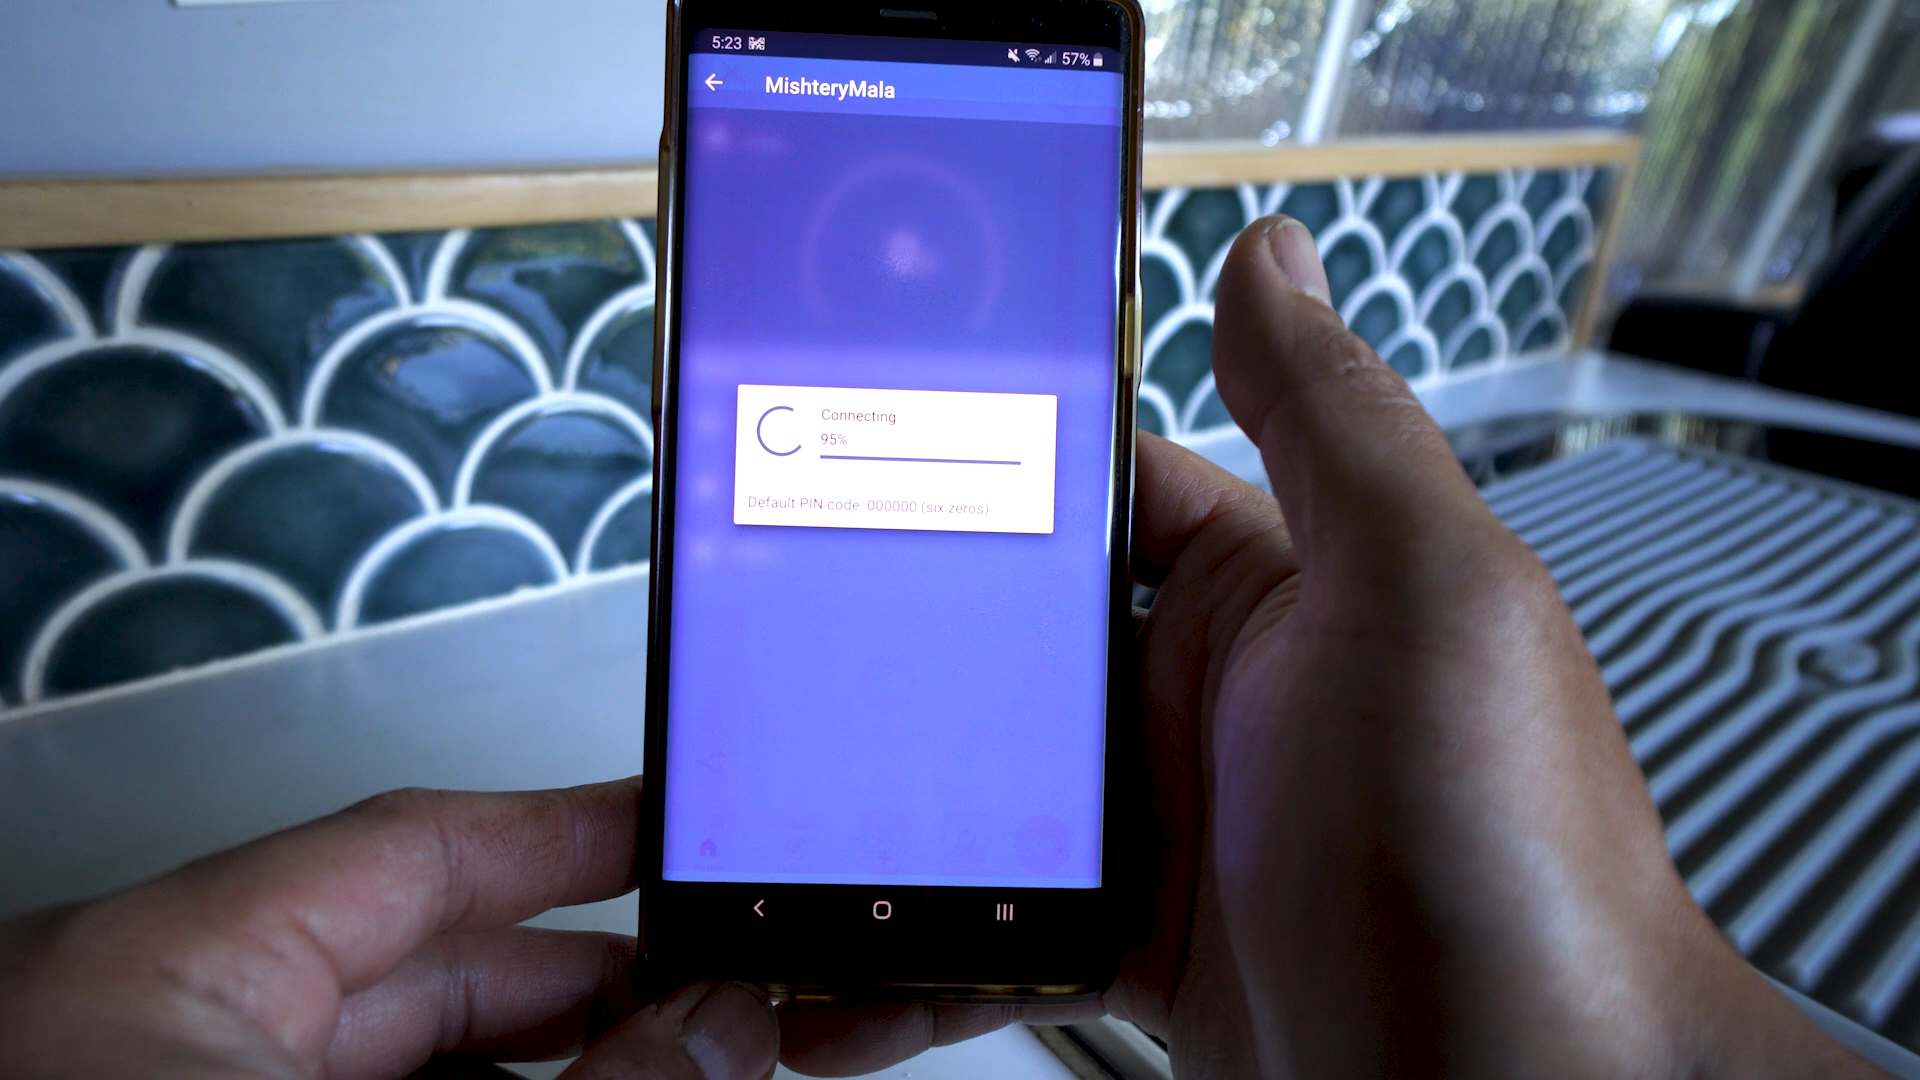 5:23
57%
MishteryMala
Connecting
95%
Default PIN code: 000000 (six zeros)